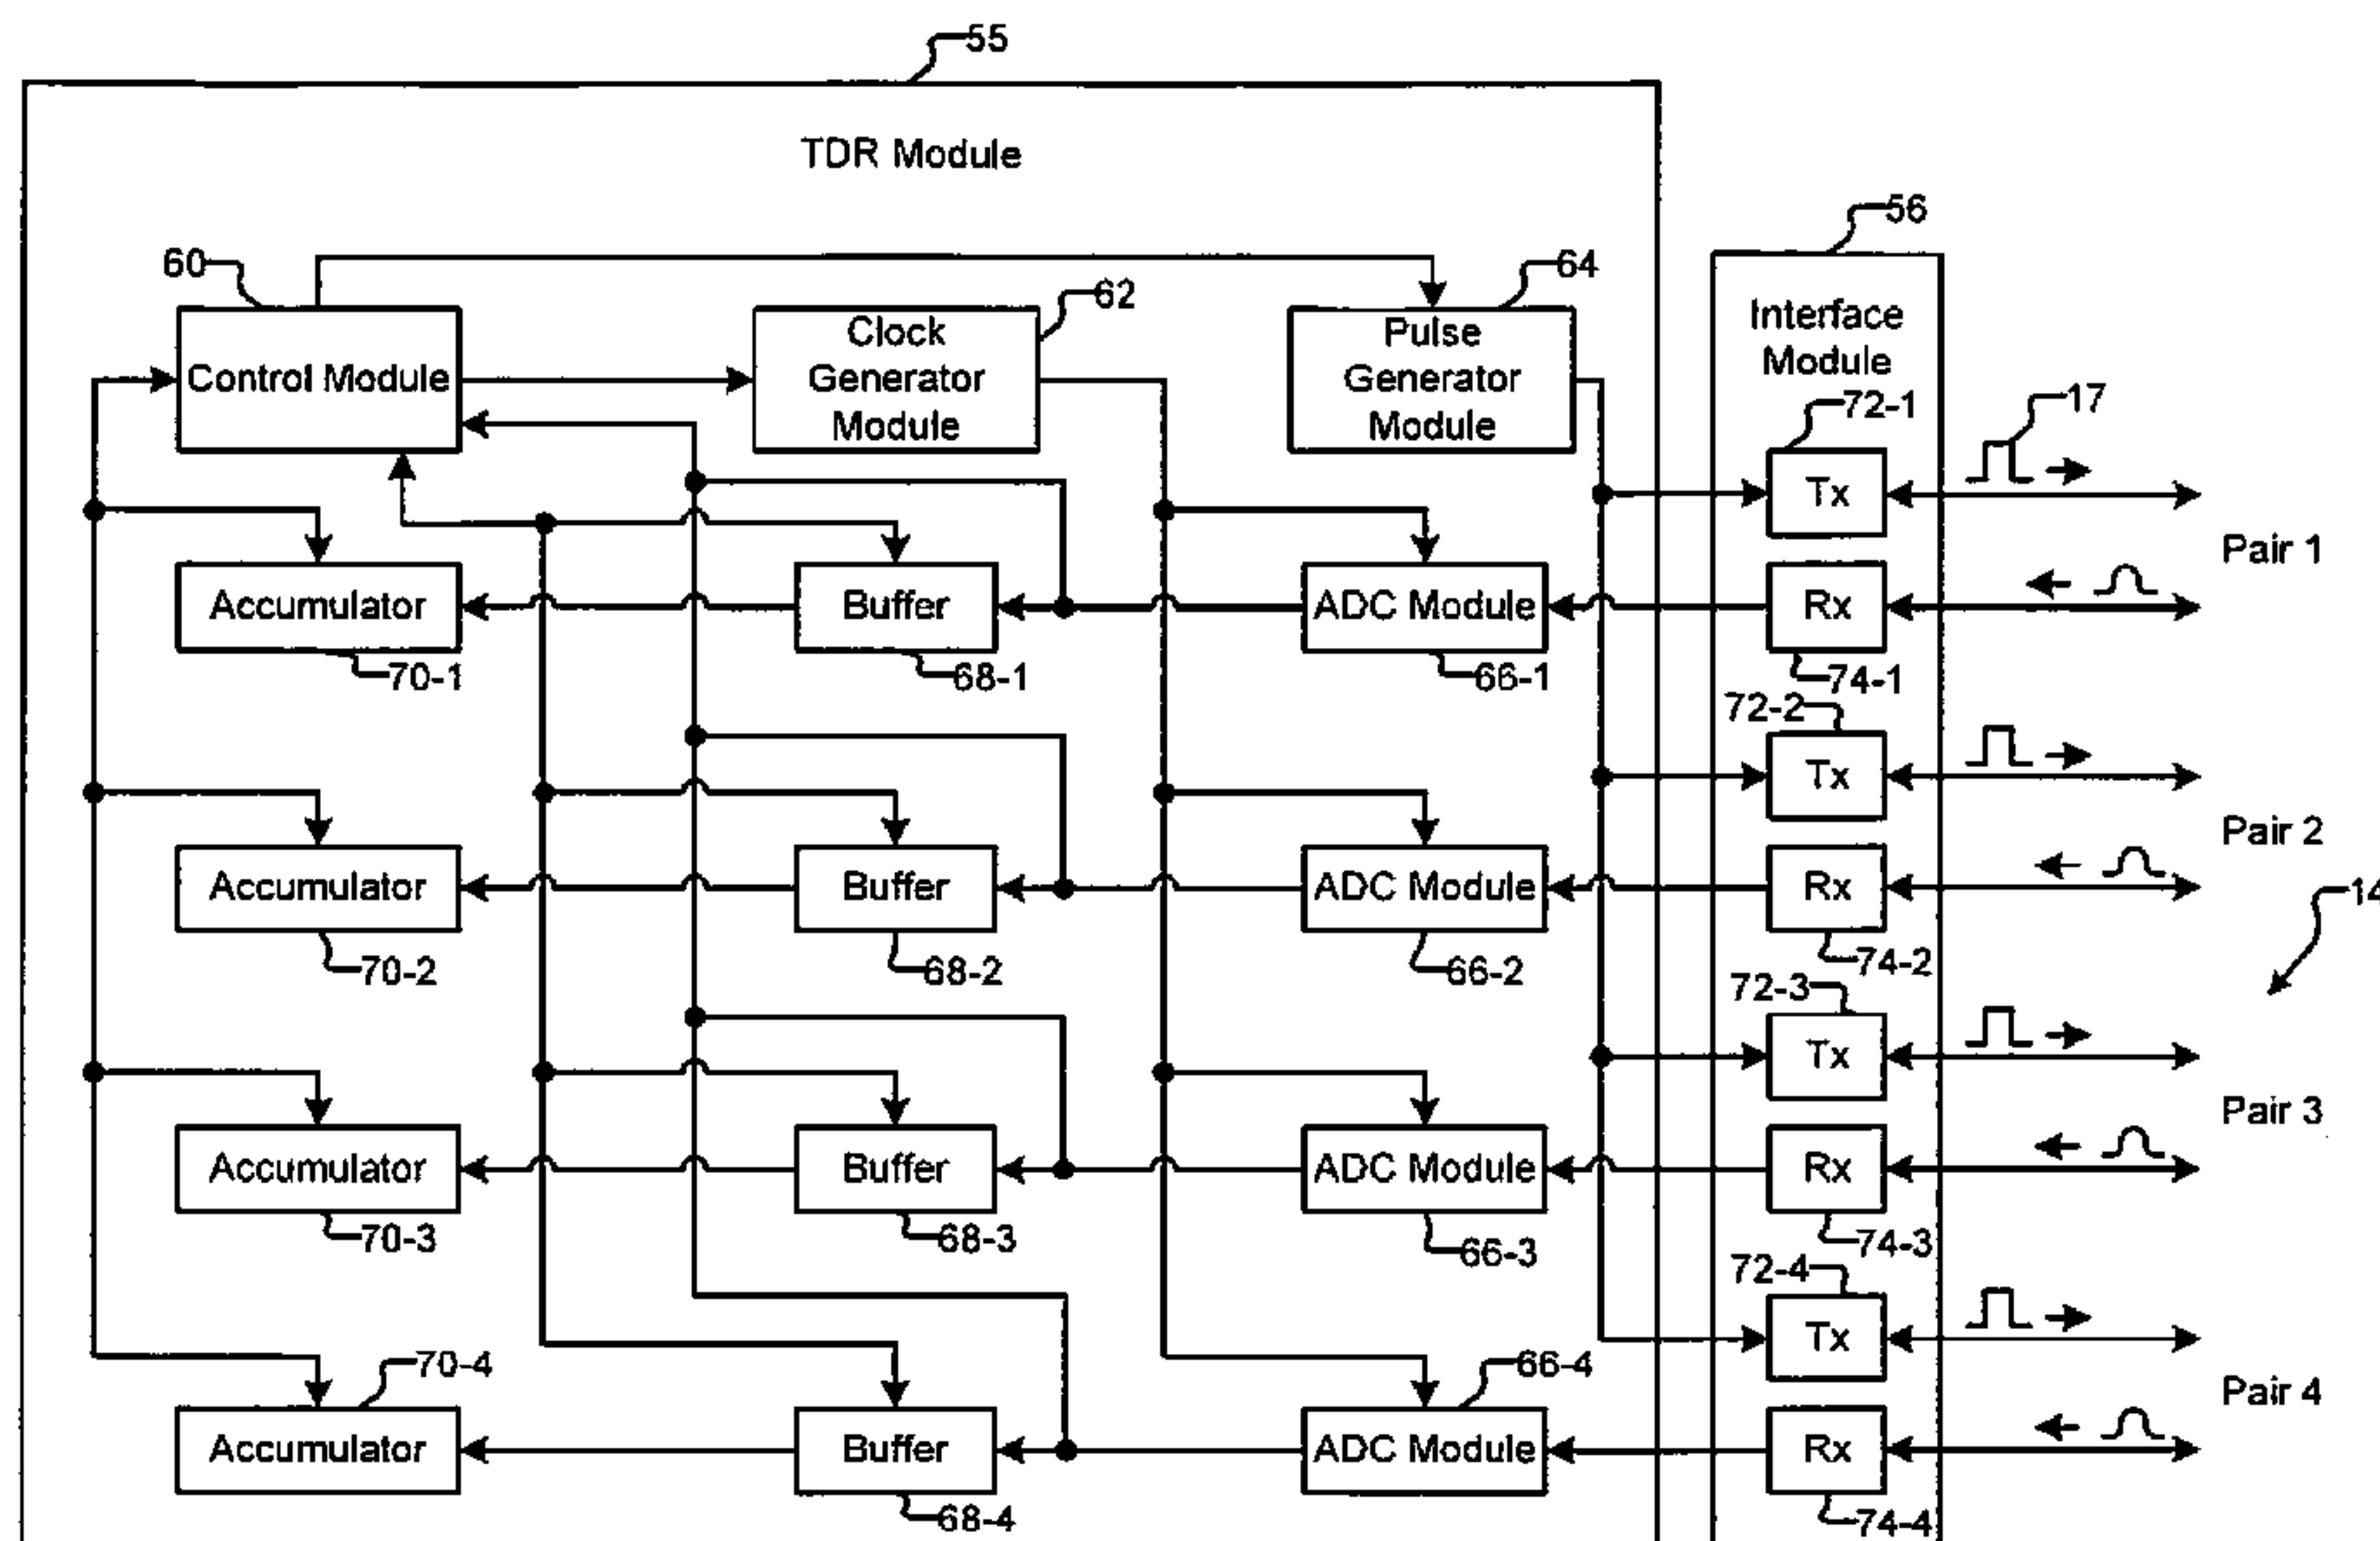 55
TDR Module
56
60
62
64
Control Module
Clock
Generator
Module
Pulse
Generator
Module
Interface
Module
72-1
17
Tx
Pair 1
Accumulator
Buffer
ADC Module
Rx
70-1
68-1
66-1
74-1
72-2
Tx
Pair 2
Accumulator
Buffer
ADC Module
Rx
14
70-2
68-2
66-2
74-2
72-3
Tx
Pair 3
Accumulator
Buffer
ADC Module
Rx
70-3
68-3
66-3
74-3
72-4
Tx
70-4
66-4
Pair 4
Accumulator
Buffer
ADC Module
Rx
68-4
74-4